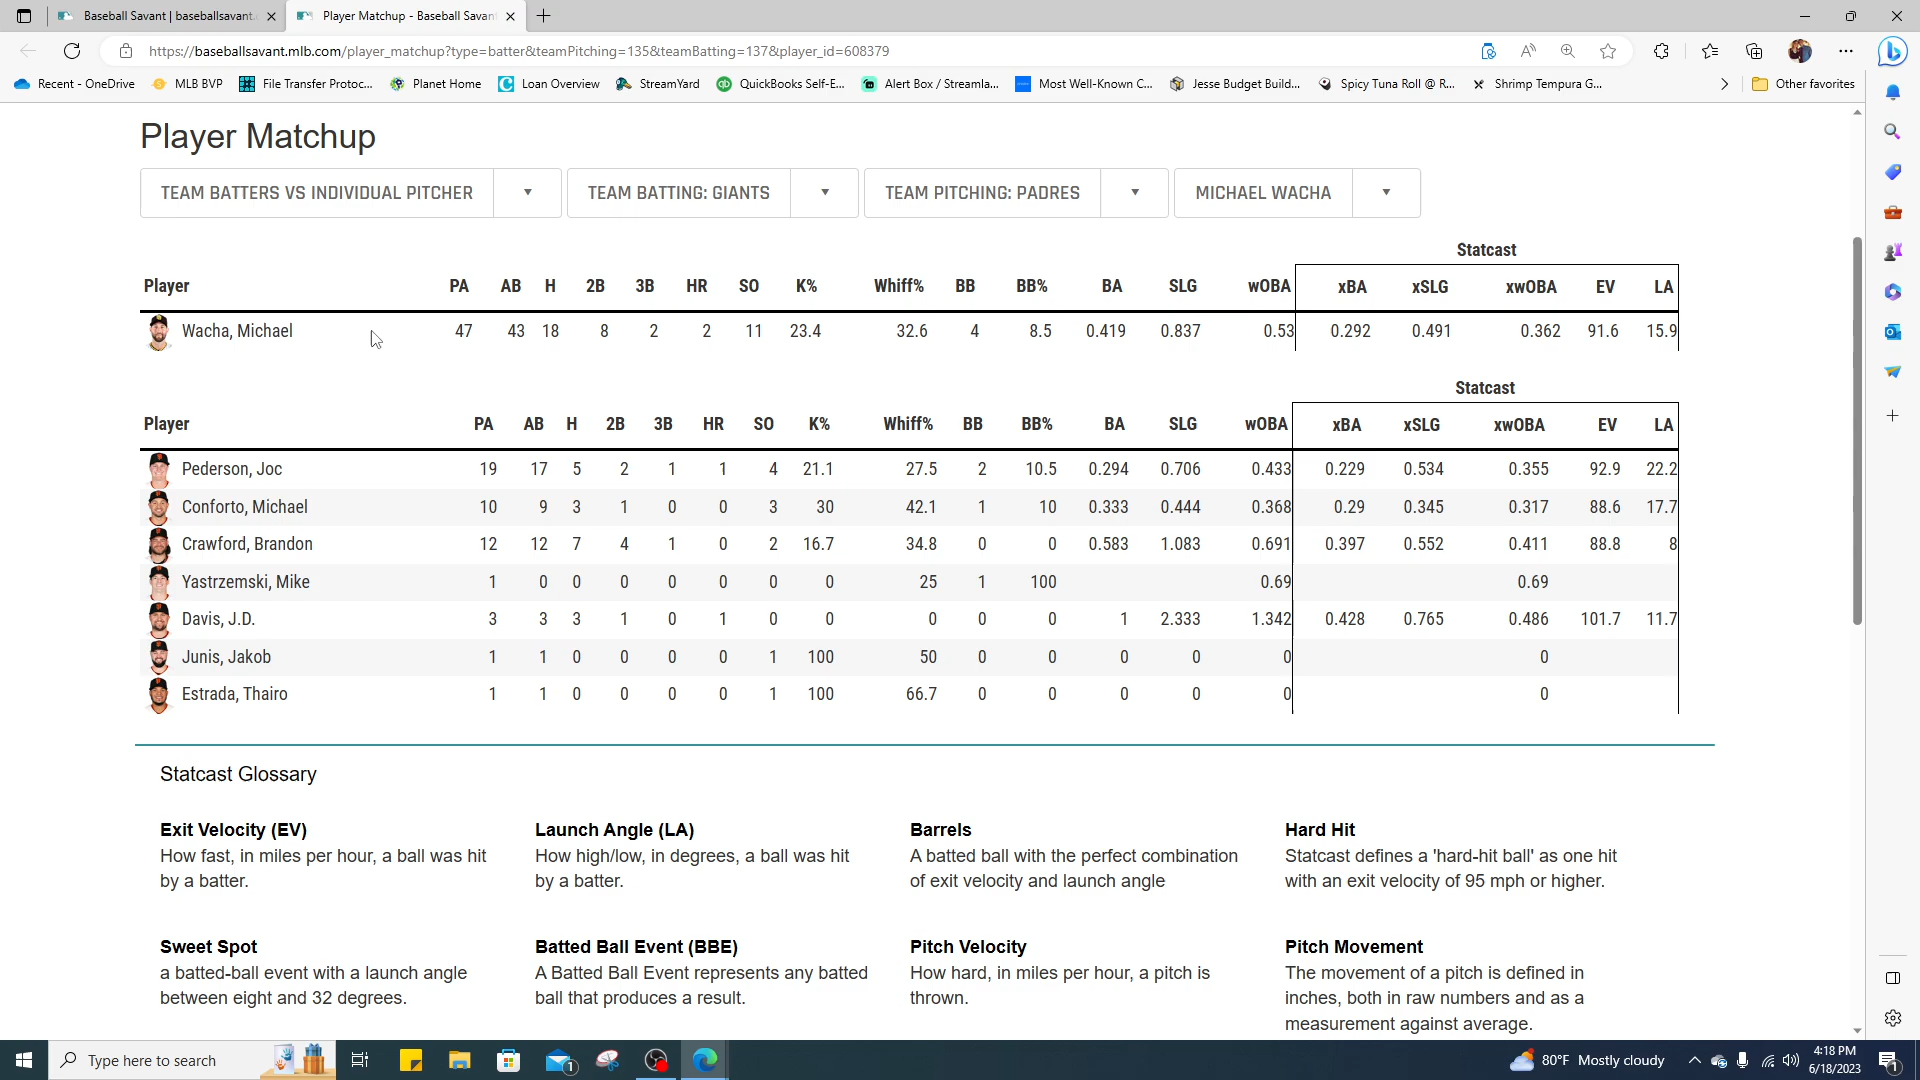 Baseball Savant | baseballsavant.
Player Matchup - Baseball Savant
https://baseballsavant.mlb.com/player_matchup?type=batter&teamPitching=135&teamBatting=137&player_id=608379
Recent - OneDrive MLB BVP File Transfer Protoc... Planet Home Loan Overview StreamYard QuickBooks Self-E... Alert Box / Streamla... Most Well-Known C... Jesse Budget Build... Spicy Tuna Roll @ R... Shrimp Tempura G... Other favorites
Player Matchup
TEAM BATTERS VS INDIVIDUAL PITCHER TEAM BATTING: GIANTS TEAM PITCHING: PADRES MICHAEL WACHA
Statcast
Player PA AB H 2B 3B HR SO K% Whiff% BB BB% BA SLG wOBA xBA xSLG xwOBA EV LA
Wacha, Michael 47 43 18 8 2 2 11 23.4 32.6 4 8.5 0.419 0.837 0.53 0.292 0.491 0.362 91.6 15.9
Statcast
Player PA AB H 2B 3B HR SO K% Whiff% BB BB% BA SLG wOBA xBA xSLG xwOBA EV LA
Pederson, Joc 19 17 5 2 1 1 4 21.1 27.5 2 10.5 0.294 0.706 0.433 0.229 0.534 0.355 92.9 22.2
Conforto, Michael 10 9 3 1 0 0 3 30 42.1 1 10 0.333 0.444 0.368 0.29 0.345 0.317 88.6 17.7
Crawford, Brandon 12 12 7 4 1 0 2 16.7 34.8 0 0 0.583 1.083 0.691 0.397 0.552 0.411 88.8 8
Yastrzemski, Mike 1 0 0 0 0 0 0 0 25 1 100 0.69 0.69
Davis, J.D. 3 3 3 1 0 1 0 0 0 0 0 1 2.333 1.342 0.428 0.765 0.486 101.7 11.7
Junis, Jakob 1 1 0 0 0 0 1 100 50 0 0 0 0 0 0
Estrada, Thairo 1 1 0 0 0 0 1 100 66.7 0 0 0 0 0 0
Statcast Glossary
Exit Velocity (EV)
How fast, in miles per hour, a ball was hit
by a batter.
Launch Angle (LA)
How high/low, in degrees, a ball was hit
by a batter.
Barrels
A batted ball with the perfect combination
of exit velocity and launch angle
Hard Hit
Statcast defines a 'hard-hit ball' as one hit
with an exit velocity of 95 mph or higher.
Sweet Spot
a batted-ball event with a launch angle
between eight and 32 degrees.
Batted Ball Event (BBE)
A Batted Ball Event represents any batted
ball that produces a result.
Pitch Velocity
How hard, in miles per hour, a pitch is
thrown.
Pitch Movement
The movement of a pitch is defined in
inches, both in raw numbers and as a
measurement against average.
Type here to search
1
80°F Mostly cloudy
4:18 PM
6/18/2023
1